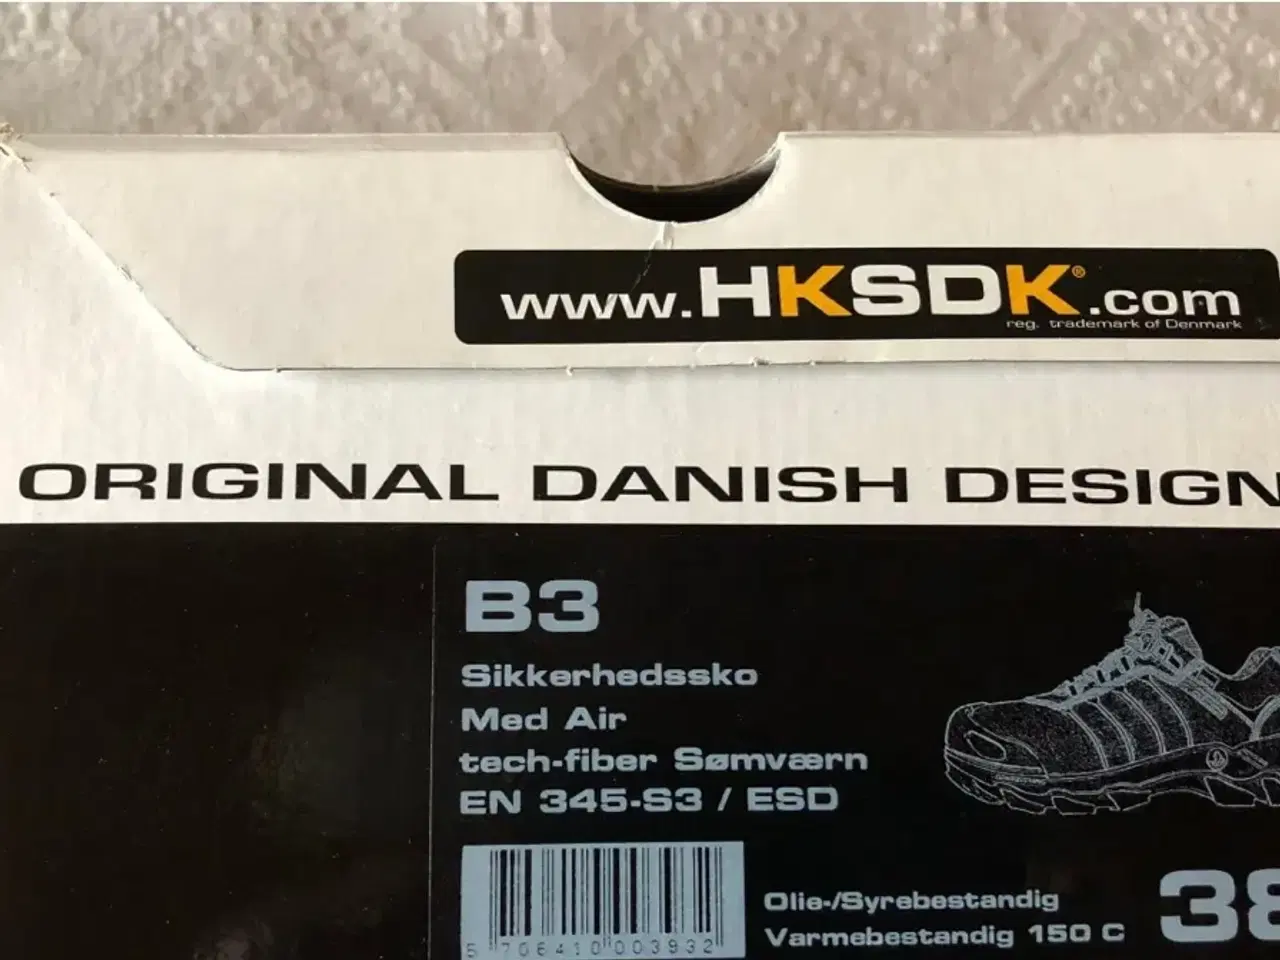 www.HKSDK®.com
reg. trademark of Denmark
ORIGINAL DANISH DESIGN
B3
Sikkerhedssko
Med Air
tech-fiber Sømværn
EN 345-S3 / ESD
Olie-/Syrebestandig
Varmebestandig 150 C
38
5 706410 003932